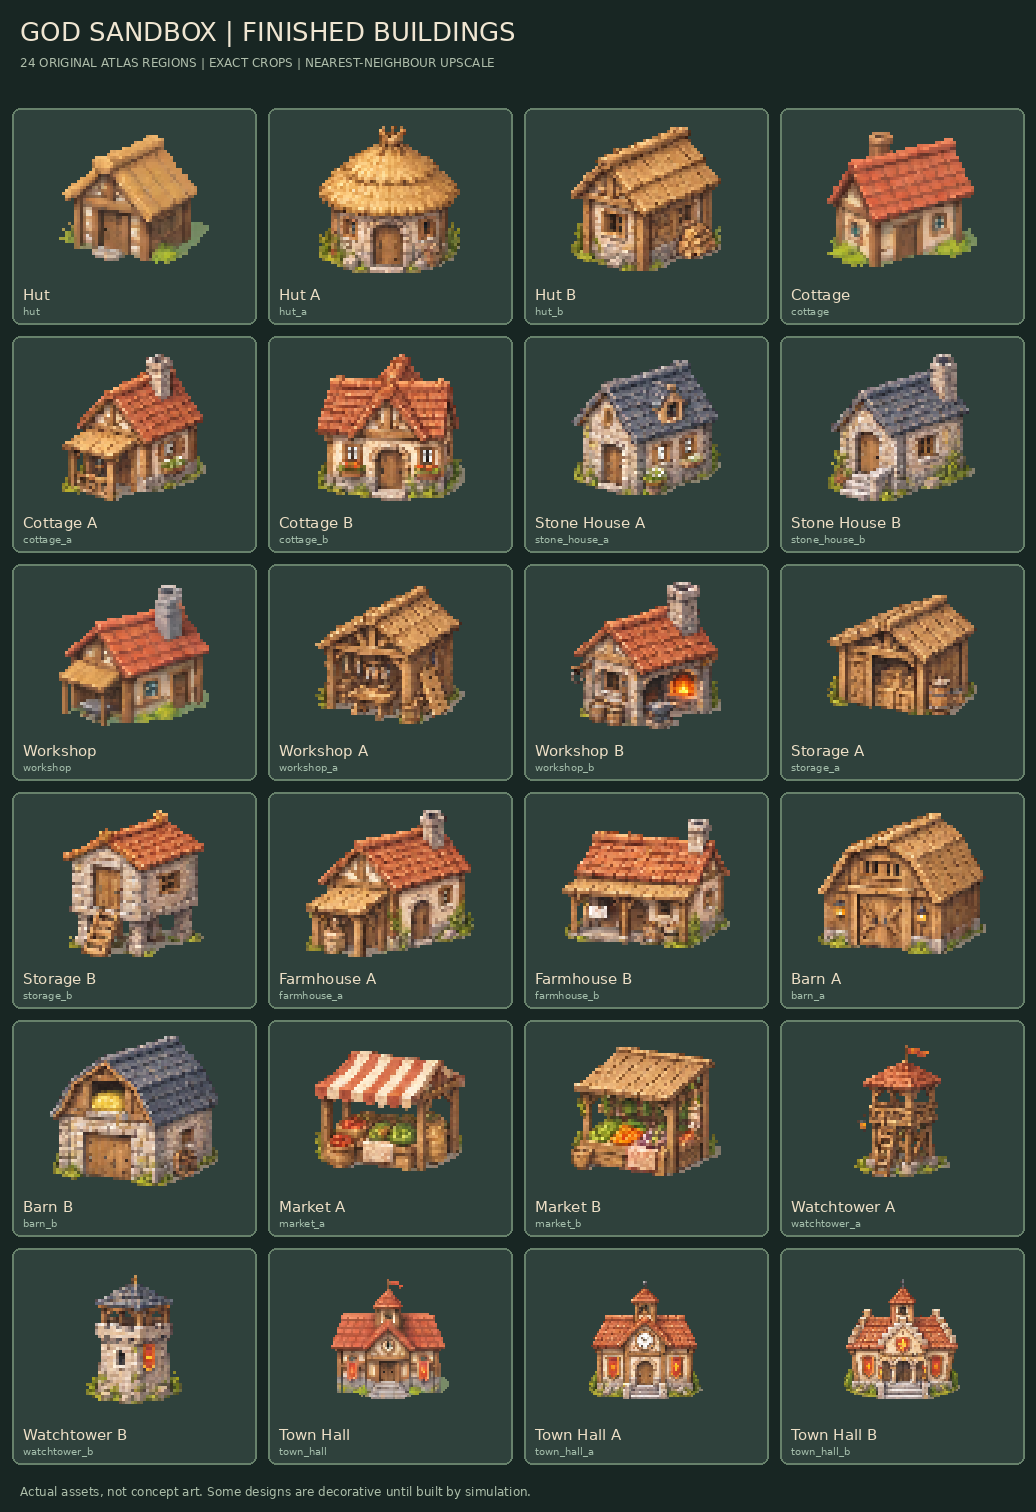 GOD SANDBOX | FINISHED BUILDINGS
24 ORIGINAL ATLAS REGIONS | EXACT CROPS | NEAREST-NEIGHBOUR UPSCALE
Hut
hut
Hut A
hut_a
Hut B
hut_b
Cottage
cottage
Cottage A
cottage_a
Cottage B
cottage_b
Stone House A
stone_house_a
Stone House B
stone_house_b
Workshop
workshop
Workshop A
workshop_a
Workshop B
workshop_b
Storage A
storage_a
Storage B
storage_b
Farmhouse A
farmhouse_a
Farmhouse B
farmhouse_b
Barn A
barn_a
Barn B
barn_b
Market A
market_a
Market B
market_b
Watchtower A
watchtower_a
Watchtower B
watchtower_b
Town Hall
town_hall
Town Hall A
town_hall_a
Town Hall B
town_hall_b
Actual assets, not concept art. Some designs are decorative until built by simulation.